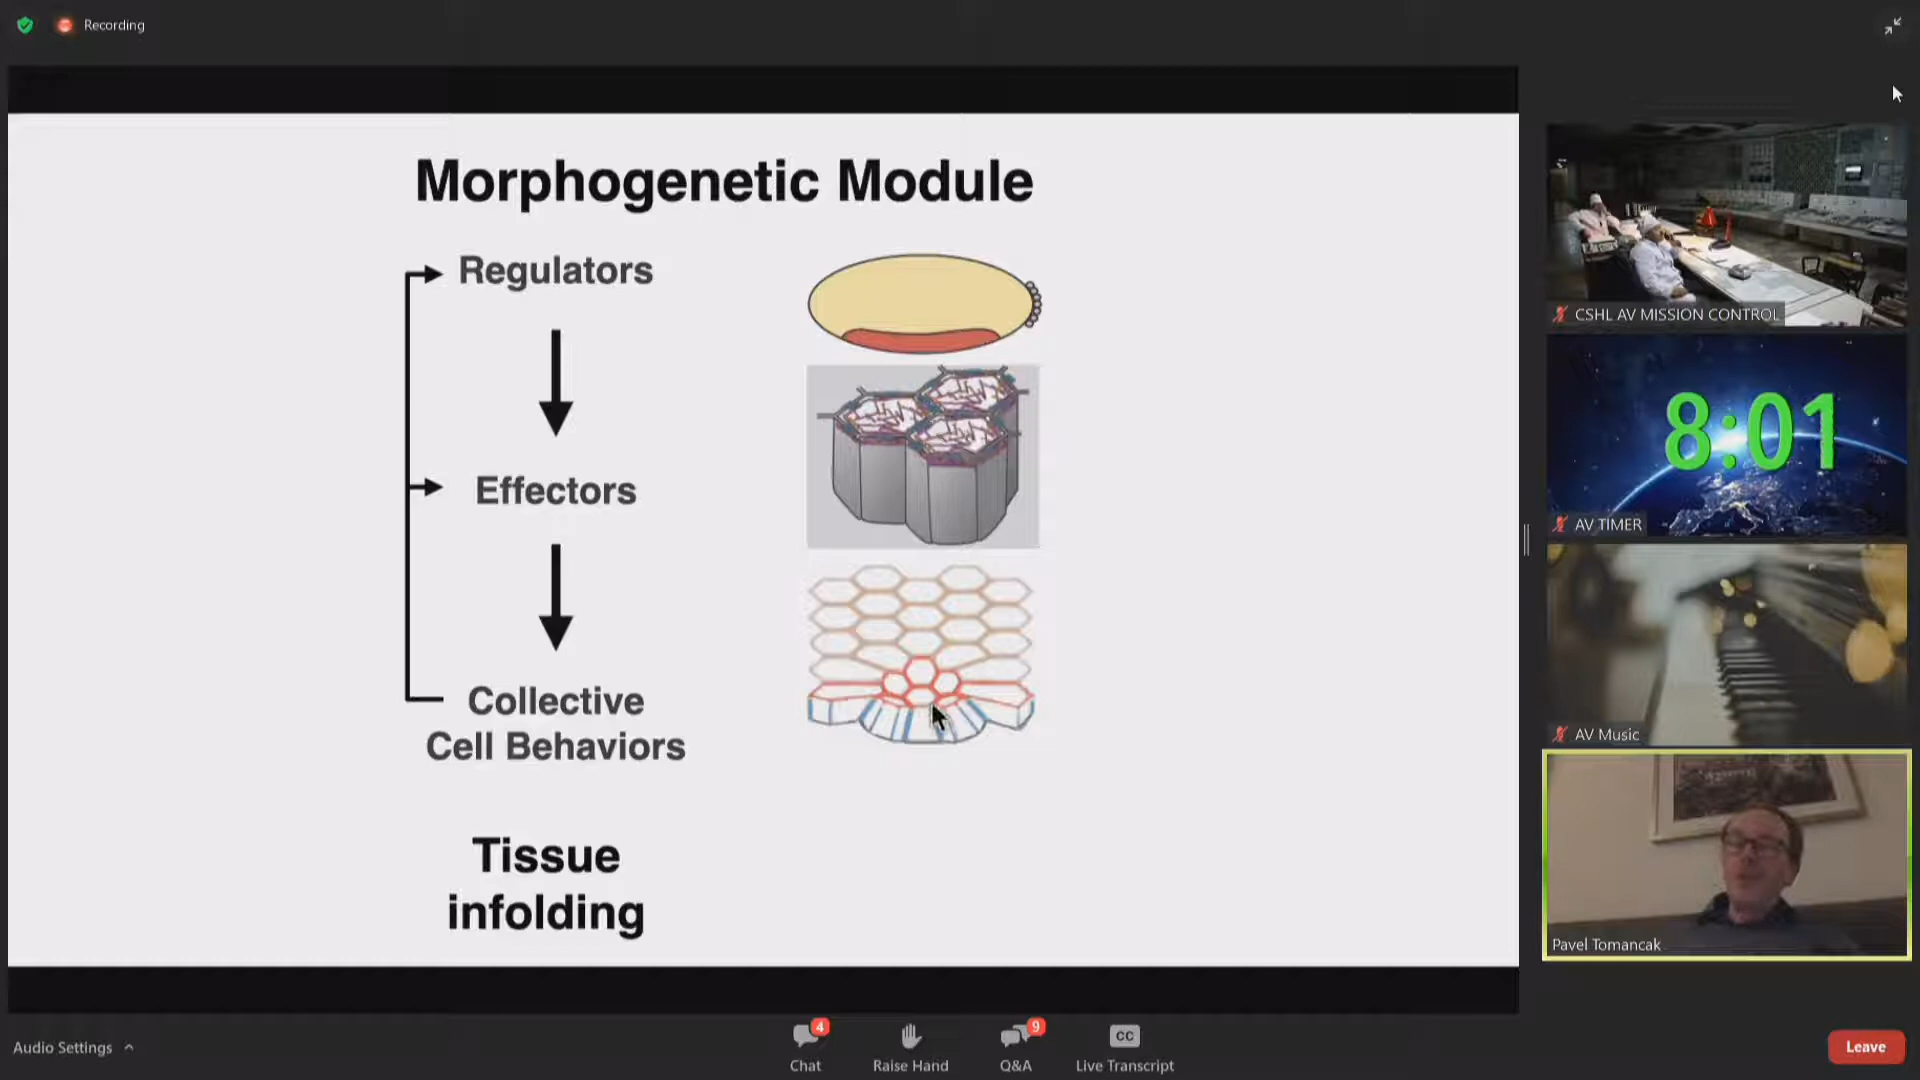 Recording
Morphogenetic Module
Regulators
Effectors
Collective
Cell Behaviors
Tissue
infolding
CSHL AV MISSION CONTROL
8:01
AV TIMER
AV Music
Pavel Tomancak
Audio Settings
4
Chat
Raise Hand
9
Q&A
CC
Live Transcript
Leave